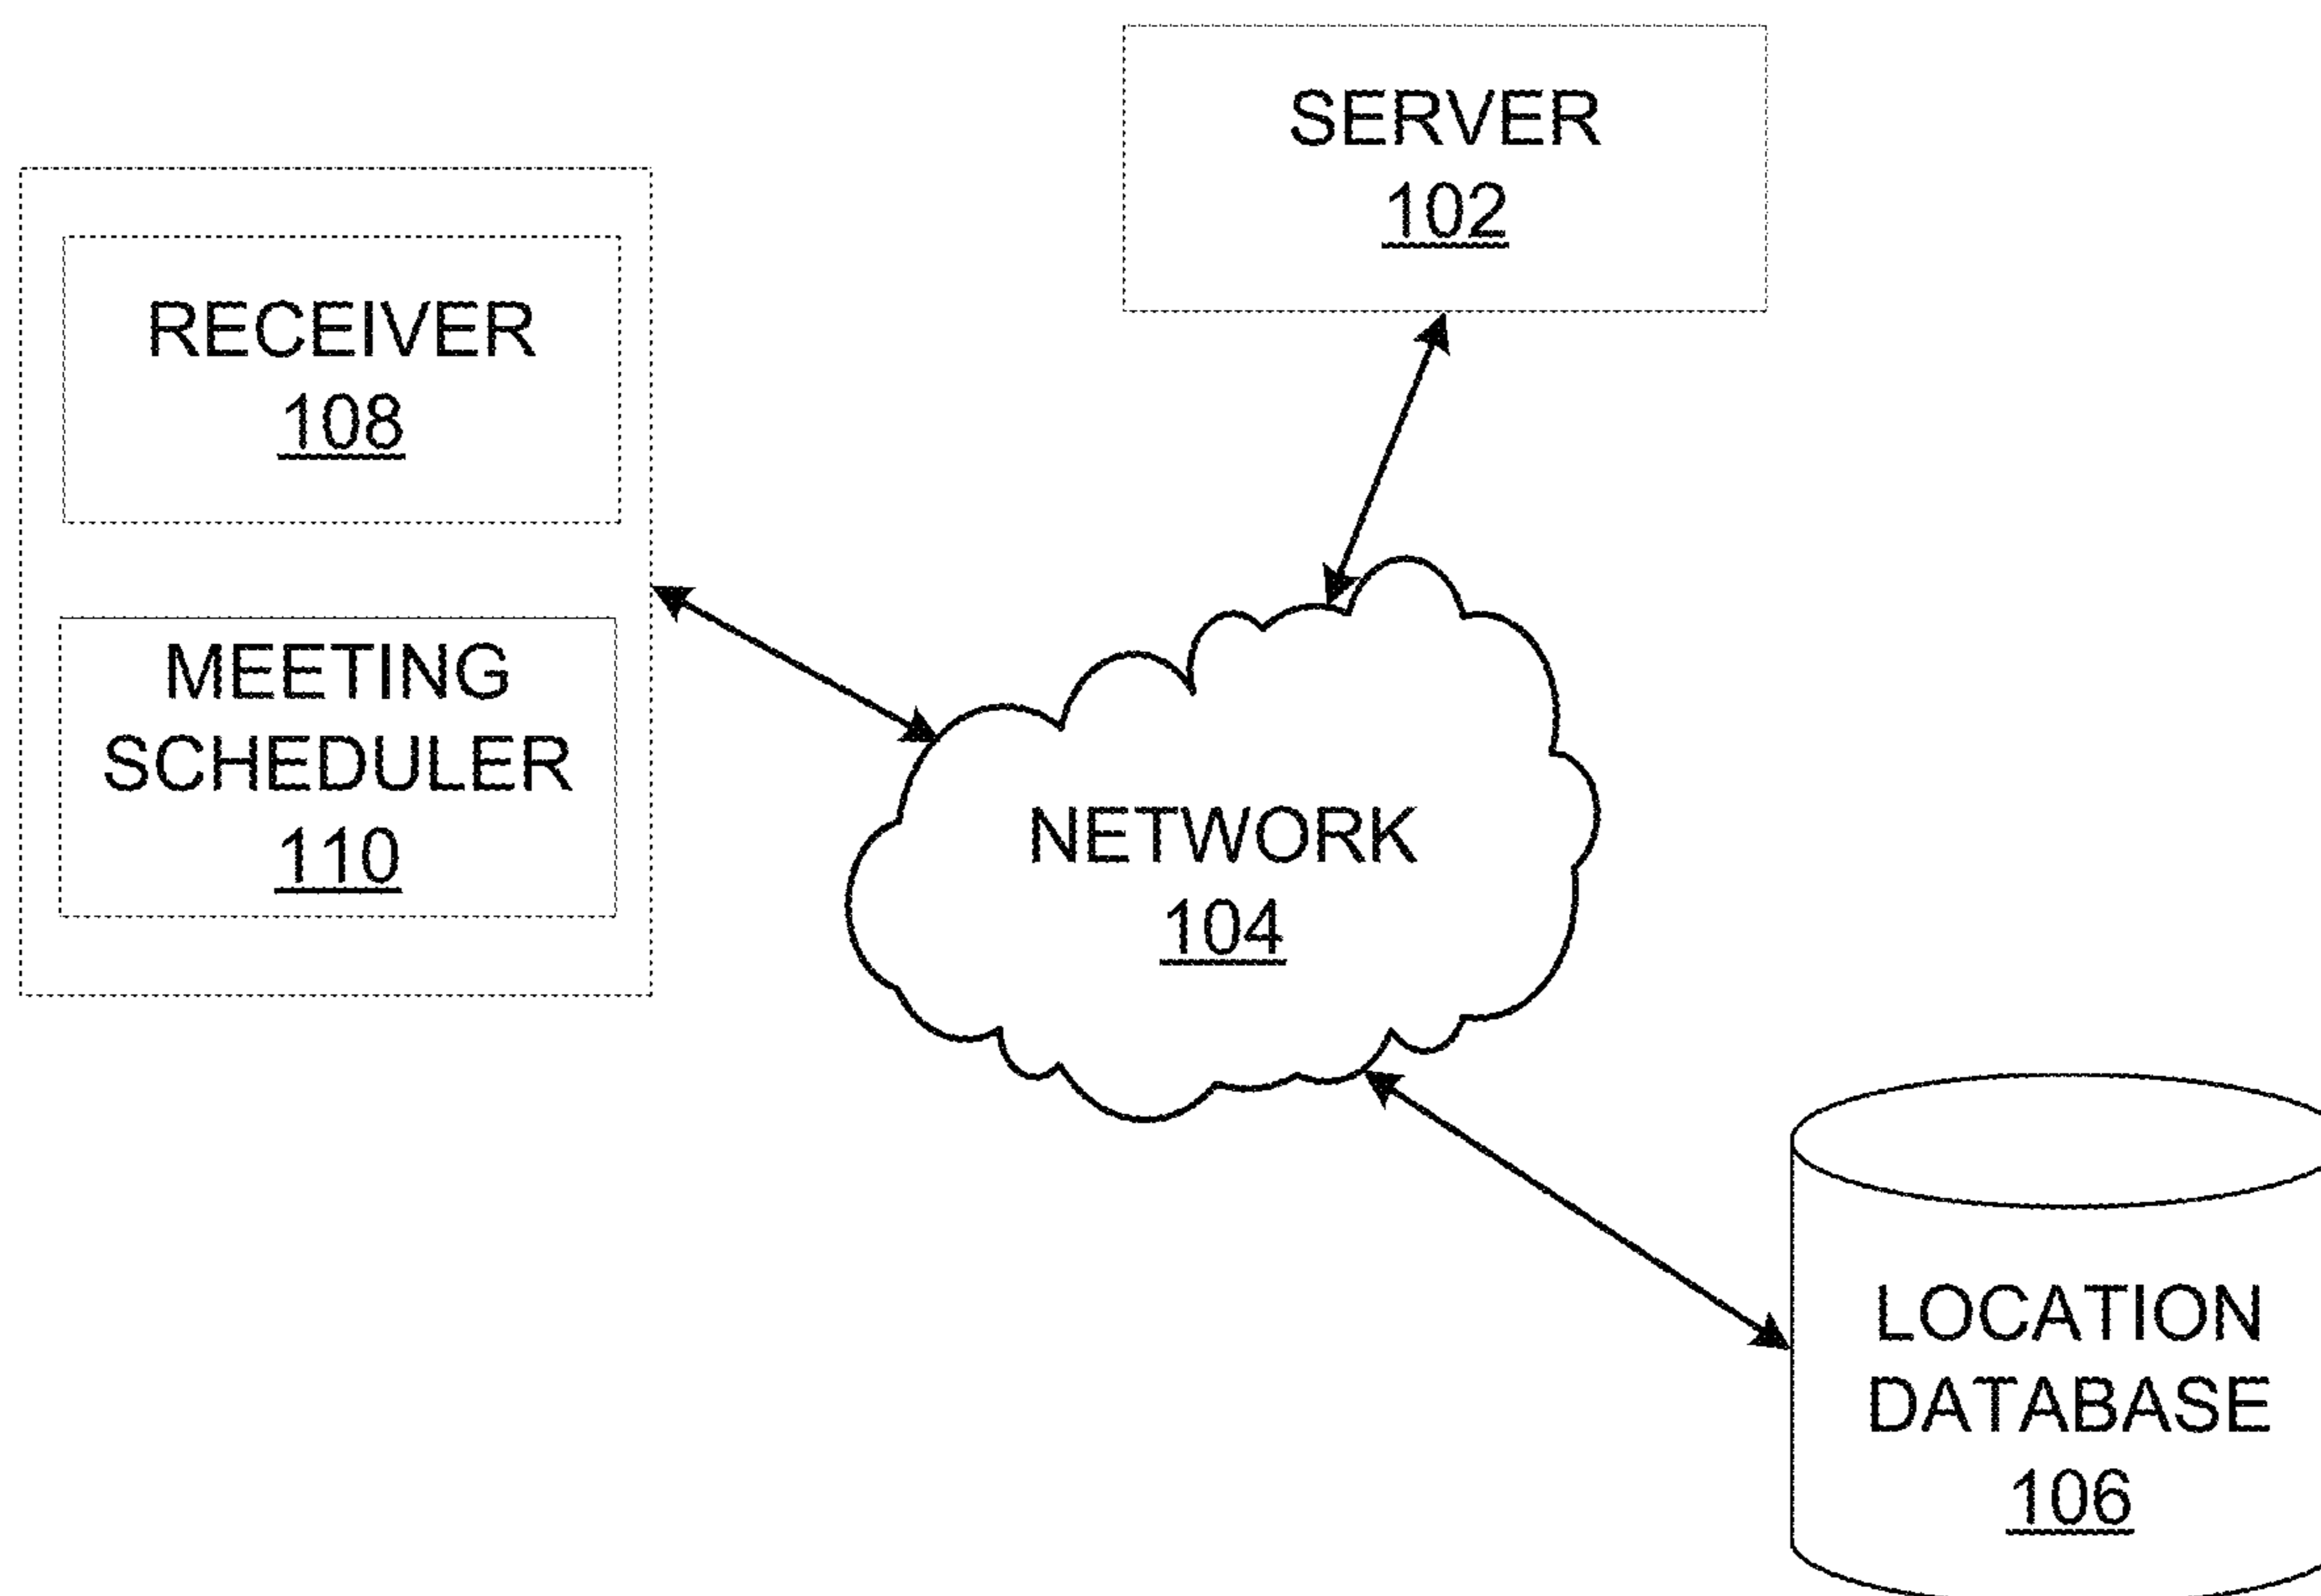 SERVER
102
RECEIVER
108
MEETING
SCHEDULER
110
NETWORK
104
LOCATION
DATABASE
106